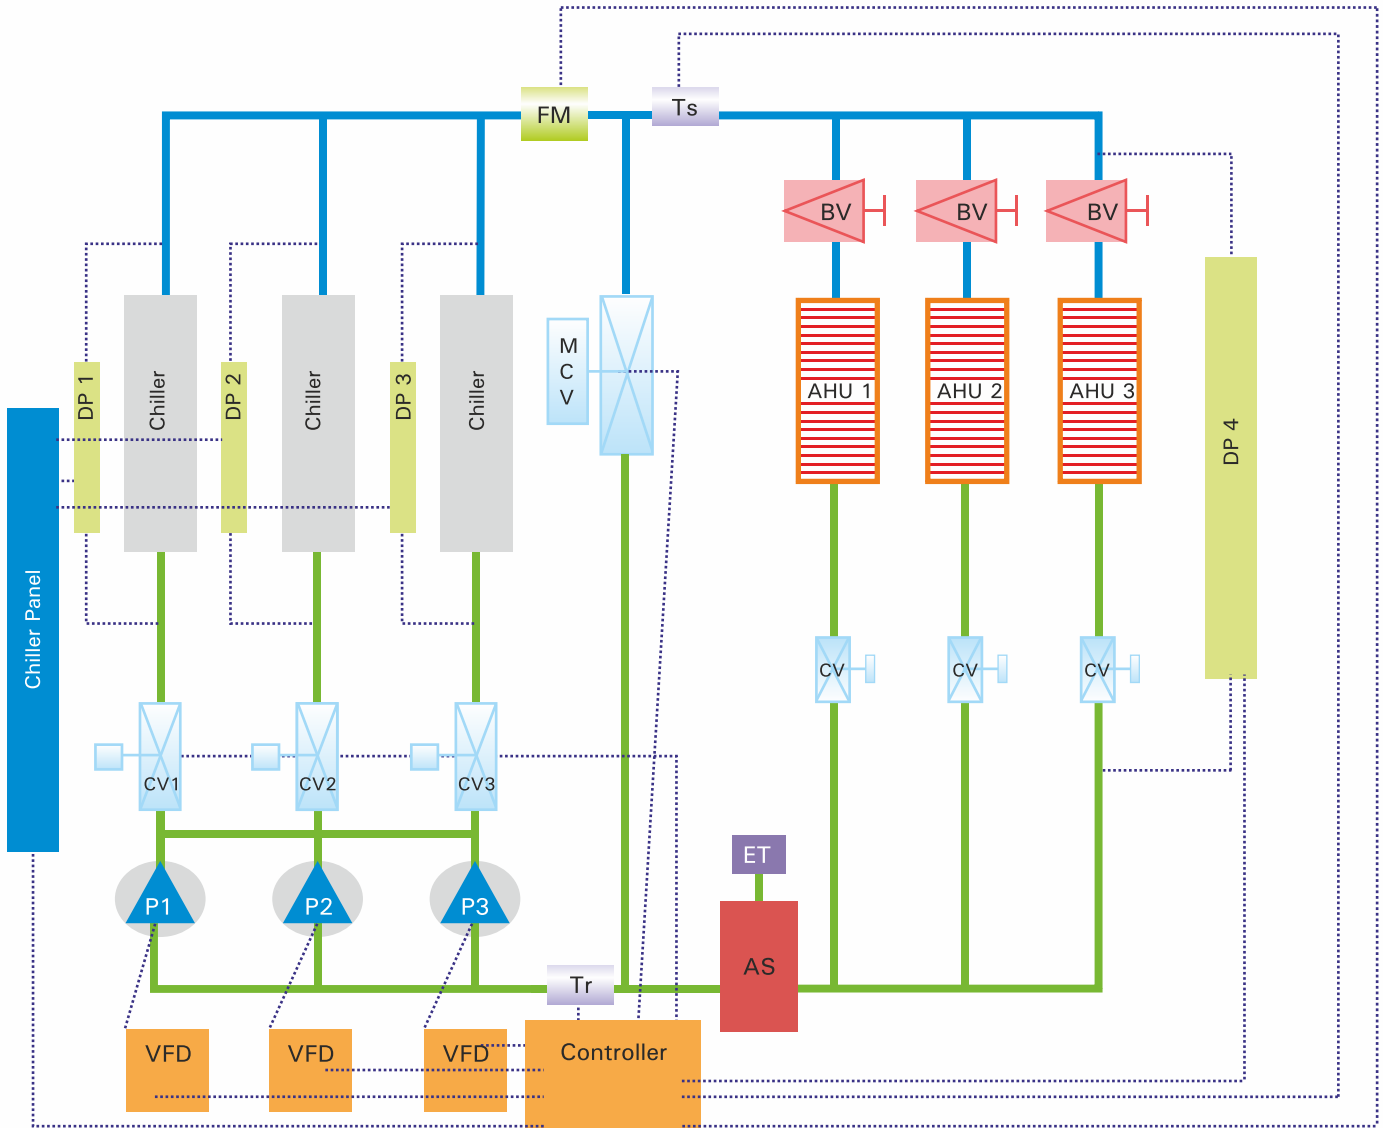 FM
Ts
BV
BV
BV
DP 1
Chiller
DP 2
Chiller
DP 3
Chiller
M
C
V
AHU 1
AHU 2
AHU 3
DP 4
Chiller Panel
CV
CV
CV
CV1
CV2
CV3
ET
P1
P2
P3
AS
Tr
VFD
VFD
VFD
Controller